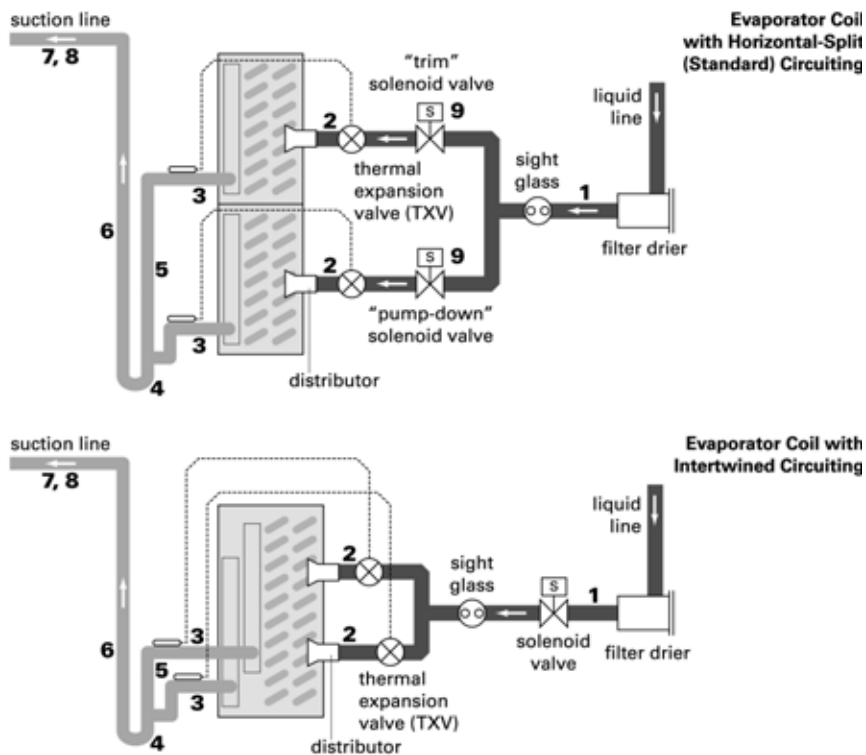 suction line
7, 8
Evaporator Coil
with Horizontal-Split
(Standard) Circuiting
“trim”
solenoid valve
liquid
line
2
S
9
sight
glass
1
thermal
expansion
valve (TXV)
3
filter drier
6
5
2
S
9
“pump-down”
solenoid valve
3
4
distributor
suction line
7, 8
Evaporator Coil with
Intertwined Circuiting
liquid
line
2
sight
glass
S
1
solenoid
valve
filter drier
2
6
3
5
3
thermal
expansion
valve (TXV)
4
distributor